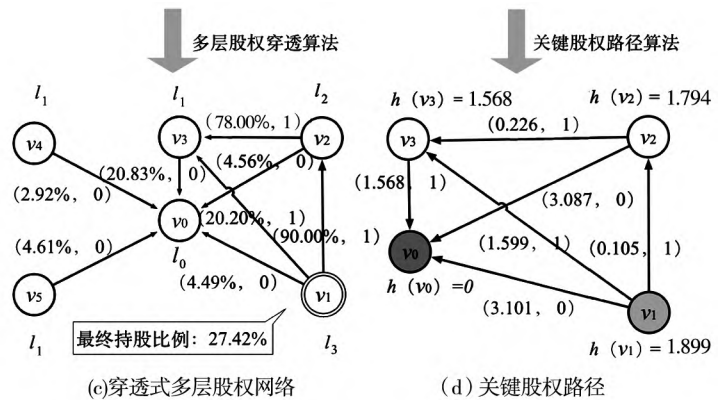 多层股权穿透算法
关键股权路径算法
l1
l1
l2
h（v3）=1.568
h（v2）=1.794
v4
v3
（78.00%，1）
v2
v3
（0.226， 1）
v2
（20.83%， 0）
（4.56%， 0）
（2.92%， 0）
（1.568， 1）
（3.087， 0）
v0
（20.20%， 1）
（90.00%， 1）
v0
（1.599， 1）
（0.105， 1）
（4.61%， 0）
l0
（4.49%， 0）
h（v0）=0
（3.101， 0）
v5
v1
v1
最终持股比例：27.42%
l1
l3
h（v1）=1.899
(c)穿透式多层股权网络
（d）关键股权路径